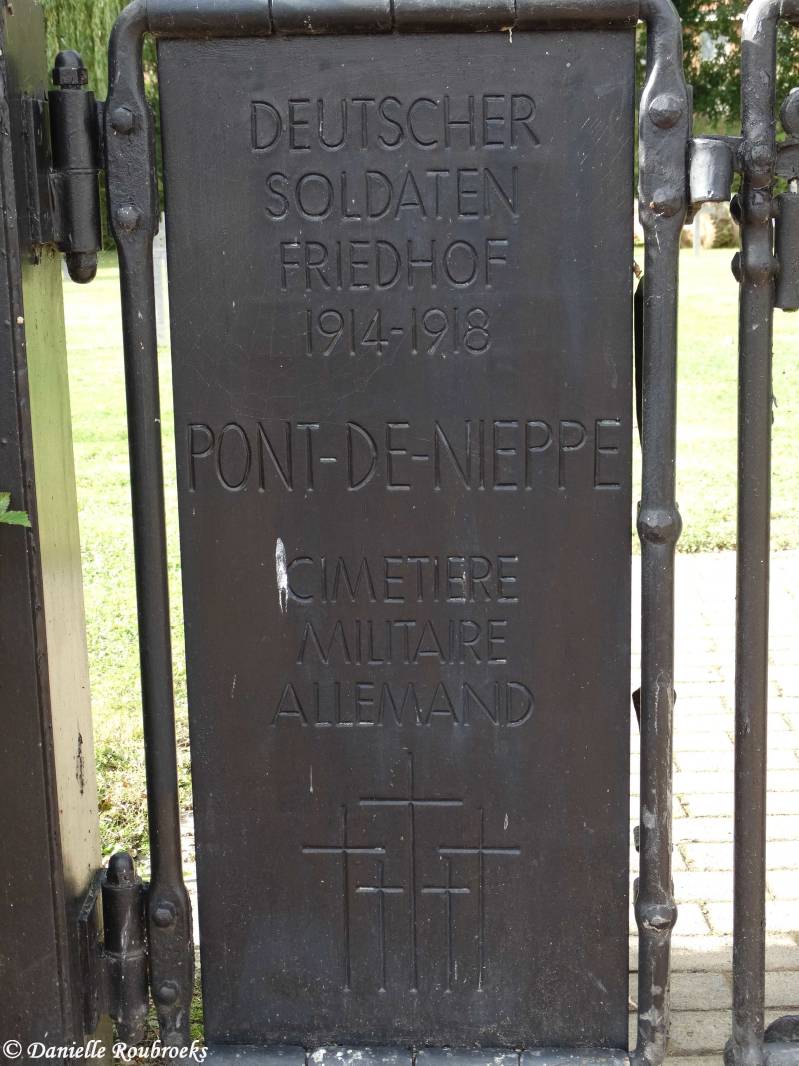 DEUTSCHER
SOLDATEN
FRIEDHOF
1914-1918
PONT-DE-NIEPPE
CIMETIERE
MILITAIRE
ALLEMAND
© Danielle Roubroeks